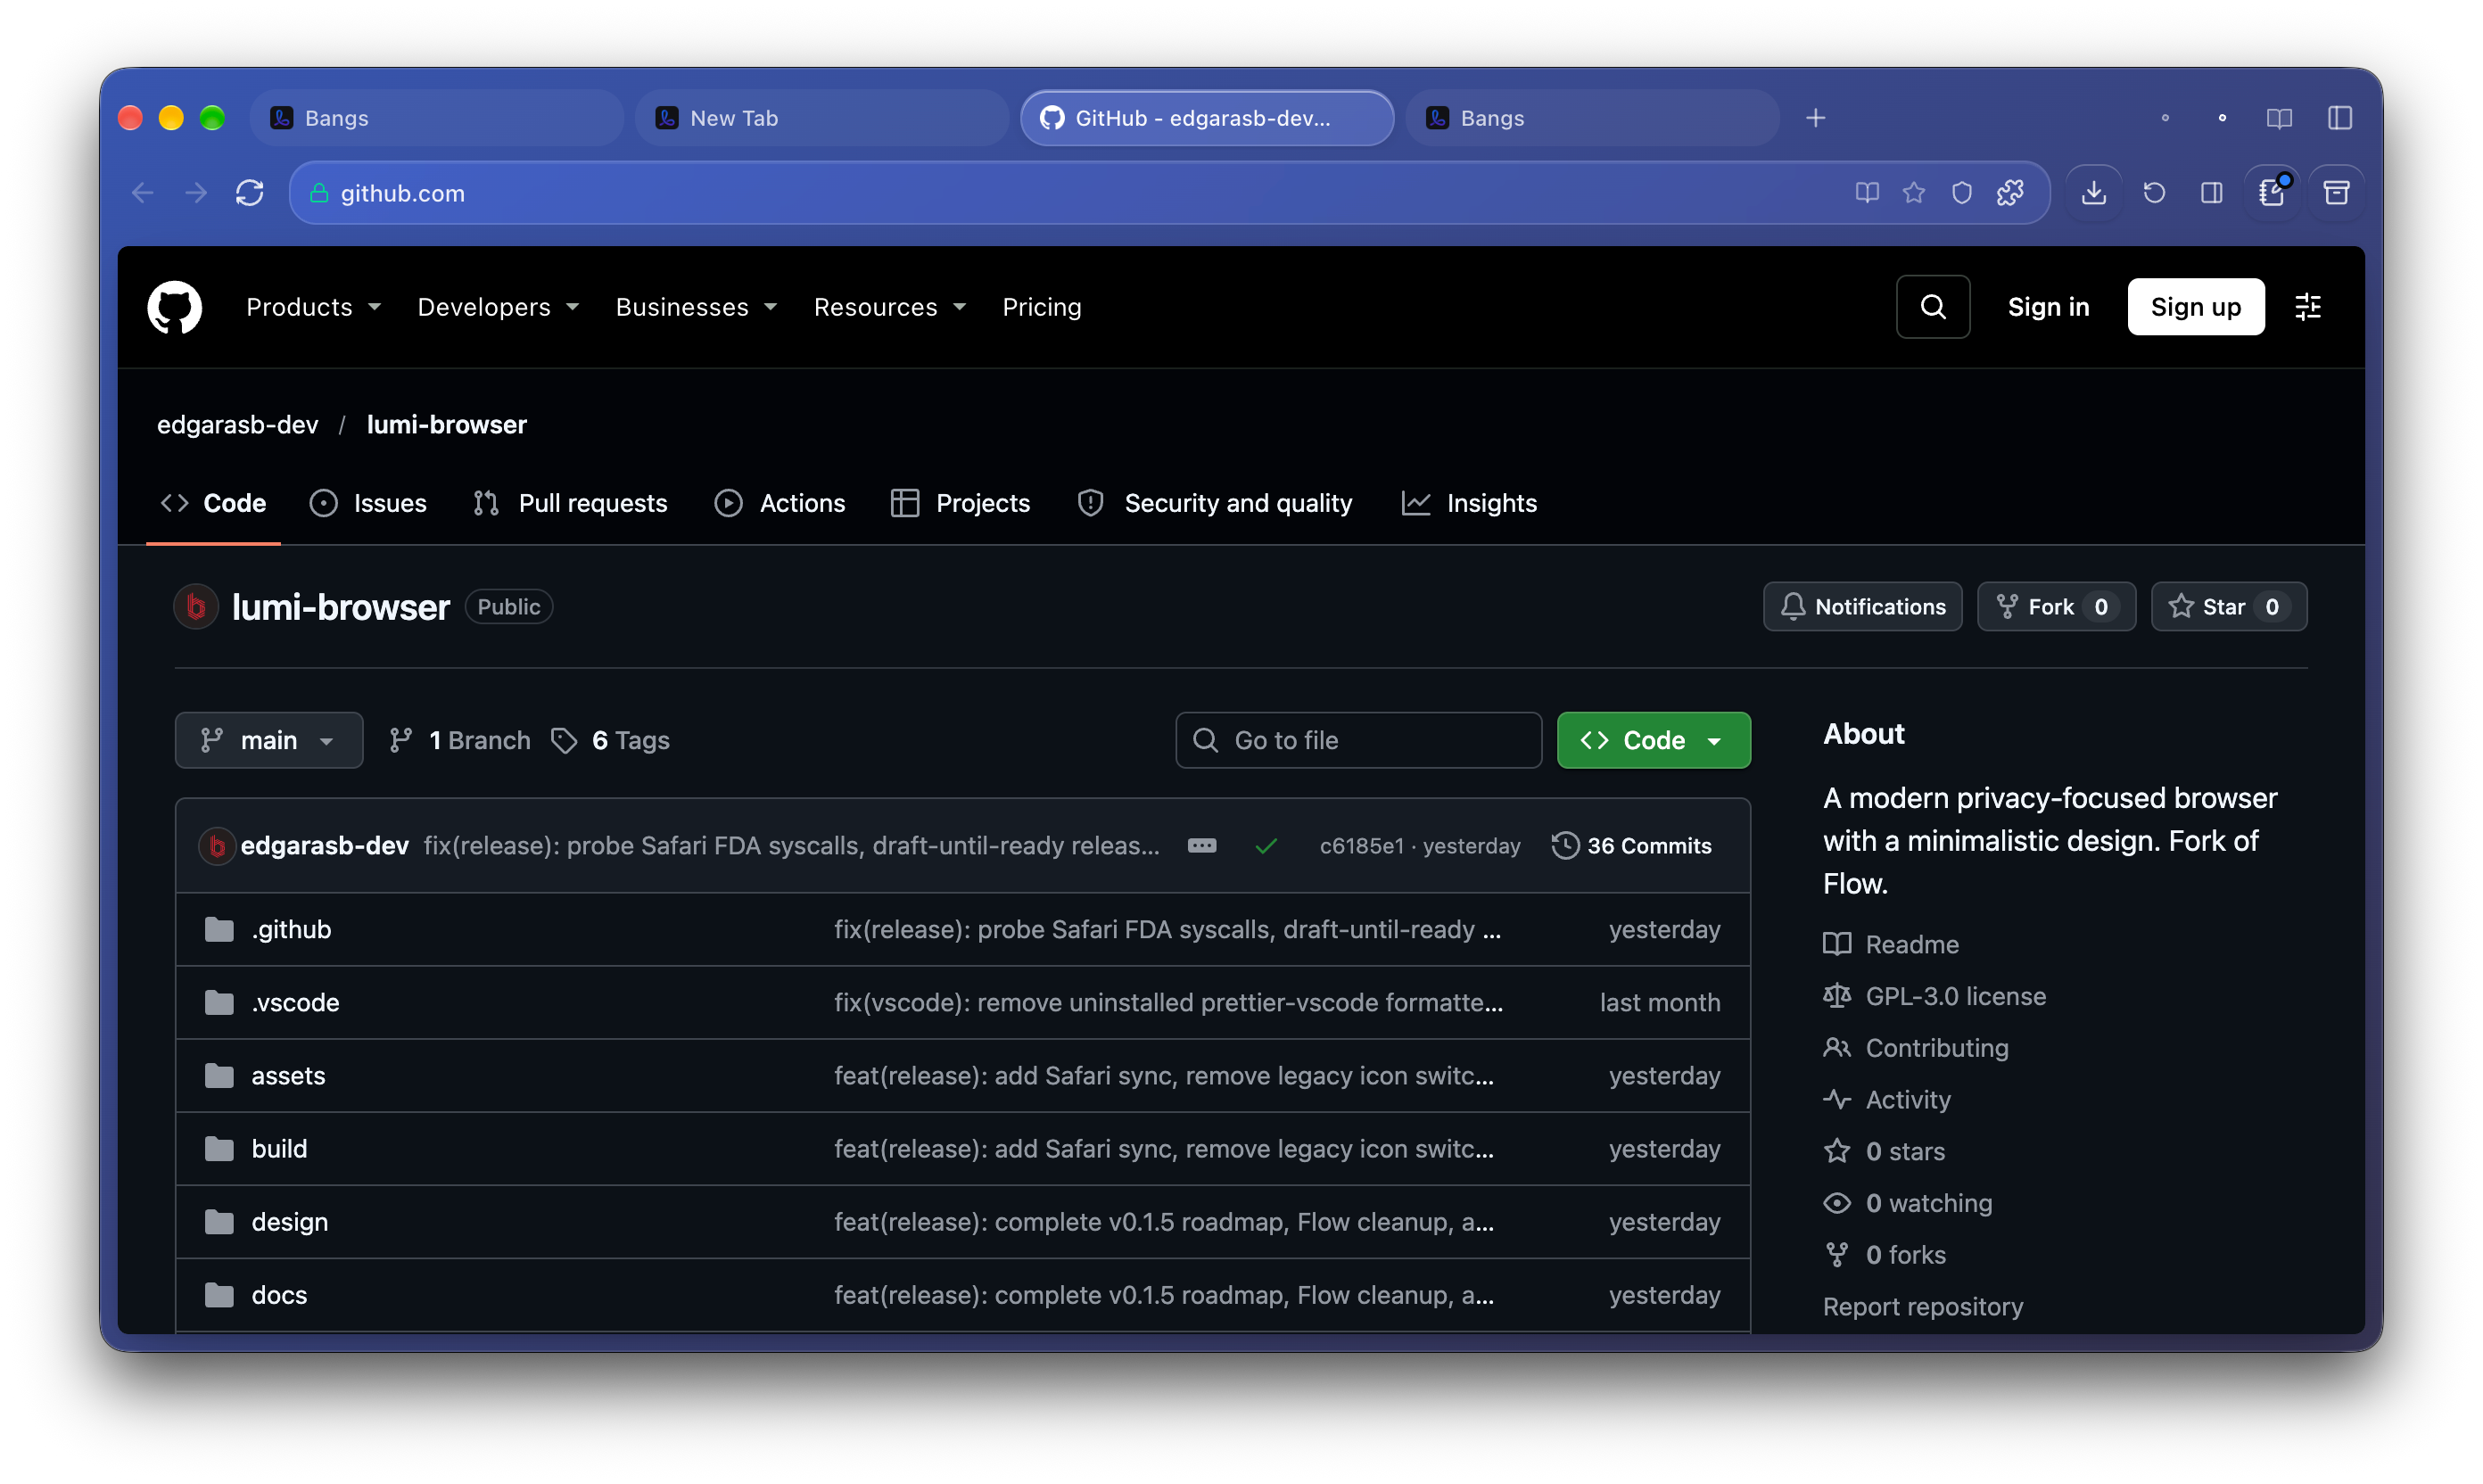 Bangs New Tab GitHub - edgarasb-dev... Bangs
github.com
Products Developers Businesses Resources Pricing Sign in Sign up
edgarasb-dev / lumi-browser
Code Issues Pull requests Actions Projects Security and quality Insights
lumi-browser Public Notifications Fork 0 Star 0
main 1 Branch 6 Tags Go to file Code
edgarasb-dev fix(release): probe Safari FDA syscalls, draft-until-ready releas... c6185e1 · yesterday 36 Commits
.github fix(release): probe Safari FDA syscalls, draft-until-ready ... yesterday
.vscode fix(vscode): remove uninstalled prettier-vscode formatte... last month
assets feat(release): add Safari sync, remove legacy icon switc... yesterday
build feat(release): add Safari sync, remove legacy icon switc... yesterday
design feat(release): complete v0.1.5 roadmap, Flow cleanup, a... yesterday
docs feat(release): complete v0.1.5 roadmap, Flow cleanup, a... yesterday
About
A modern privacy-focused browser
with a minimalistic design. Fork of
Flow.
Readme
GPL-3.0 license
Contributing
Activity
0 stars
0 watching
0 forks
Report repository